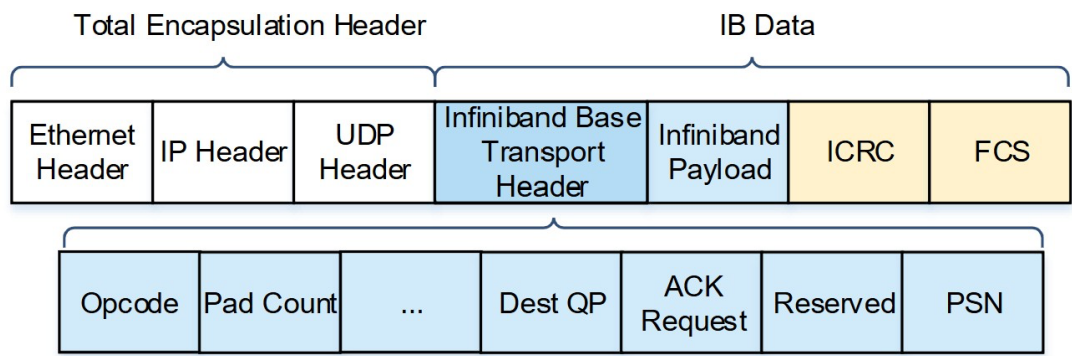 Total Encapsulation Header
IB Data
Ethernet
Header
IP Header
UDP
Header
Infiniband Base
Transport
Header
Infiniband
Payload
ICRC
FCS
Opcode
Pad Count
...
Dest QP
ACK
Request
Reserved
PSN